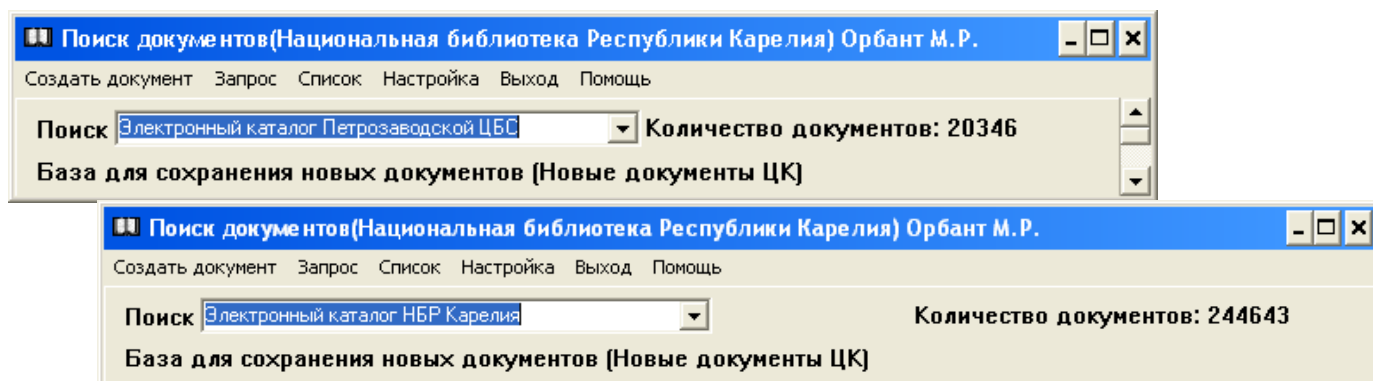 Поиск документов(Национальная библиотека Республики Карелия) Орбант М.Р.
Создать документ Запрос Список Настройка Выход Помощь
Поиск Электронный каталог Петрозаводской ЦБС Количество документов: 20346
База для сохранения новых документов (Новые документы ЦК)
Поиск документов(Национальная библиотека Республики Карелия) Орбант М.Р.
Создать документ Запрос Список Настройка Выход Помощь
Поиск Электронный каталог НБР Карелия Количество документов: 244643
База для сохранения новых документов (Новые документы ЦК)